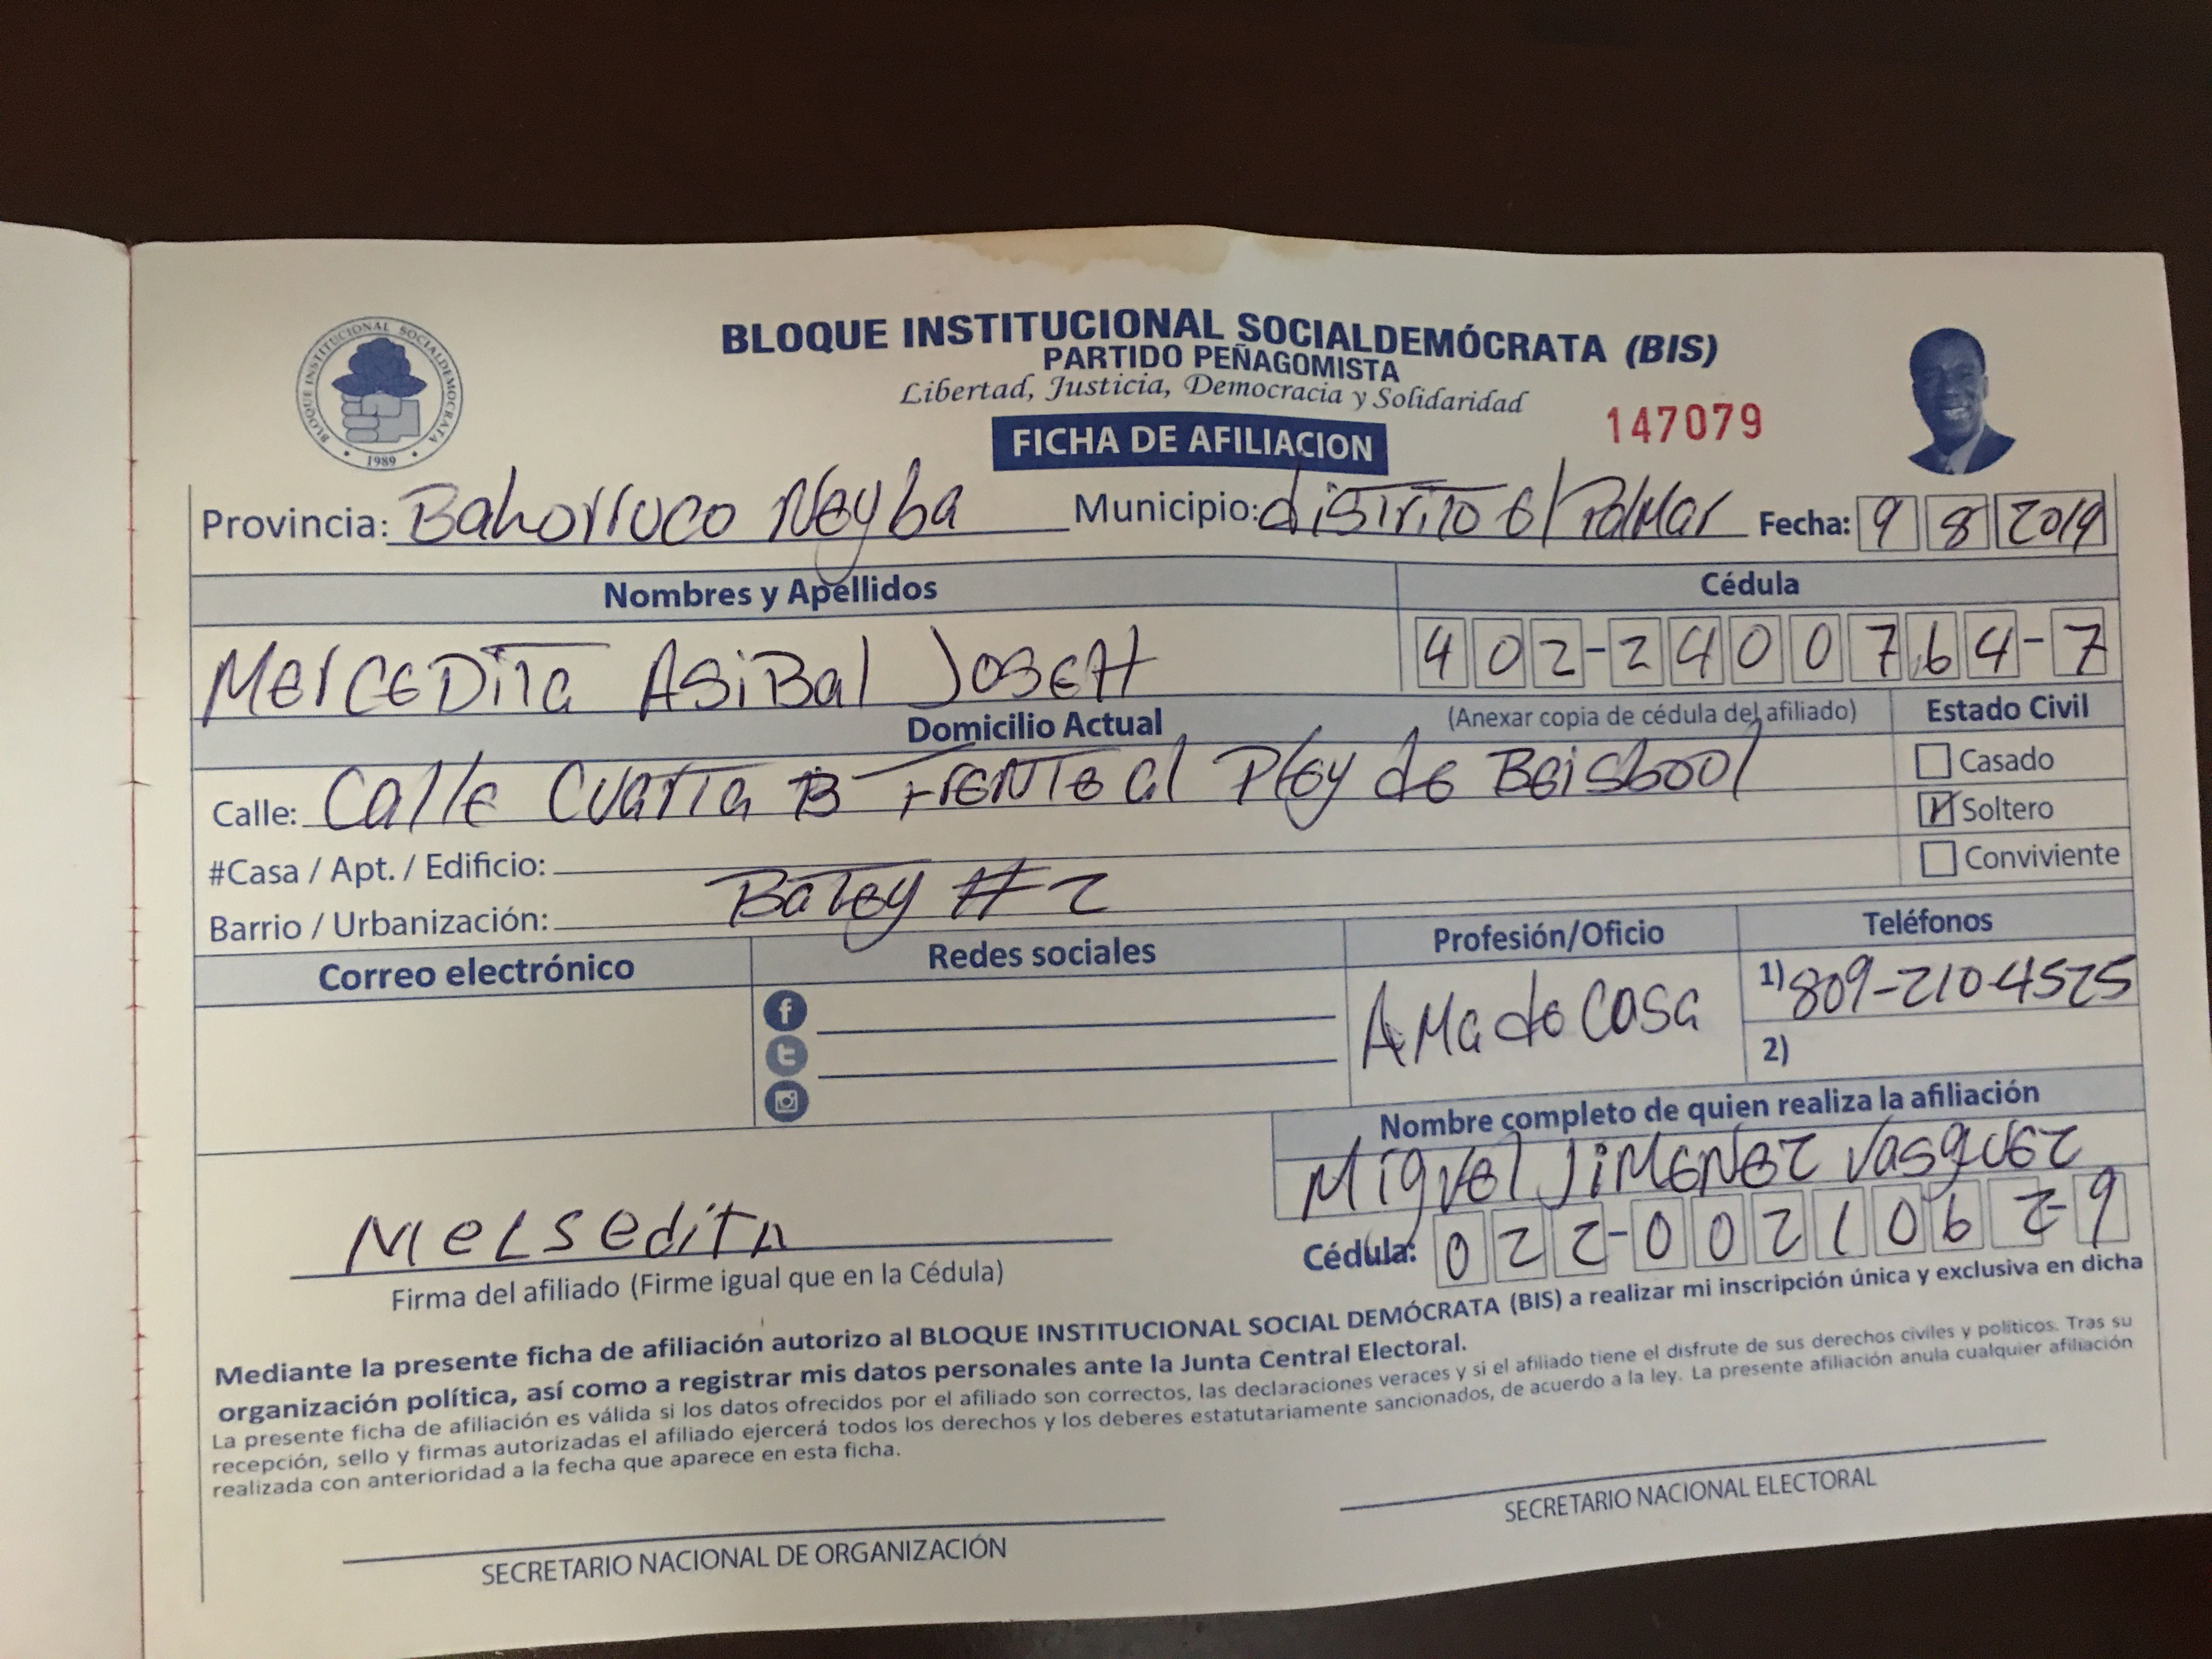 BLOQUE INSTITUCIONAL SOCIALDEMÓCRATA
1989
BLOQUE INSTITUCIONAL SOCIALDEMÓCRATA (BIS)
PARTIDO PEÑAGOMISTA
Libertad, Justicia, Democracia y Solidaridad
FICHA DE AFILIACION
147079
Provincia: Bahorruco Neyba Municipio: distrito el Palmar Fecha: 9 8 2019
Nombres y Apellidos Cédula
MerceDita ASiBal Joseh 402-2400764-7
Domicilio Actual (Anexar copia de cédula del afiliado) Estado Civil
Calle: Calle Cuarta B Frente al Pley de Beisbool
Casado
Soltero
Conviviente
#Casa / Apt. / Edificio:
Barrio / Urbanización: Batey # 2
Correo electrónico Redes sociales Profesión/Oficio Teléfonos
AMa de Casa
1) 809-210-4525
2)
Nombre completo de quien realiza la afiliación
Miguel JiMeNez Vasquez
Cédula: 022-0021062-9
Melsedita
Firma del afiliado (Firme igual que en la Cédula)
Mediante la presente ficha de afiliación autorizo al BLOQUE INSTITUCIONAL SOCIAL DEMÓCRATA (BIS) a realizar mi inscripción única y exclusiva en dicha
organización política, así como a registrar mis datos personales ante la Junta Central Electoral.
La presente ficha de afiliación es válida si los datos ofrecidos por el afiliado son correctos, las declaraciones veraces y si el afiliado tiene el disfrute de sus derechos civiles y políticos. Tras su
recepción, sello y firmas autorizadas el afiliado ejercerá todos los derechos y los deberes estatutariamente sancionados, de acuerdo a la ley. La presente afiliación anula cualquier afiliación
realizada con anterioridad a la fecha que aparece en esta ficha.
SECRETARIO NACIONAL DE ORGANIZACIÓN
SECRETARIO NACIONAL ELECTORAL